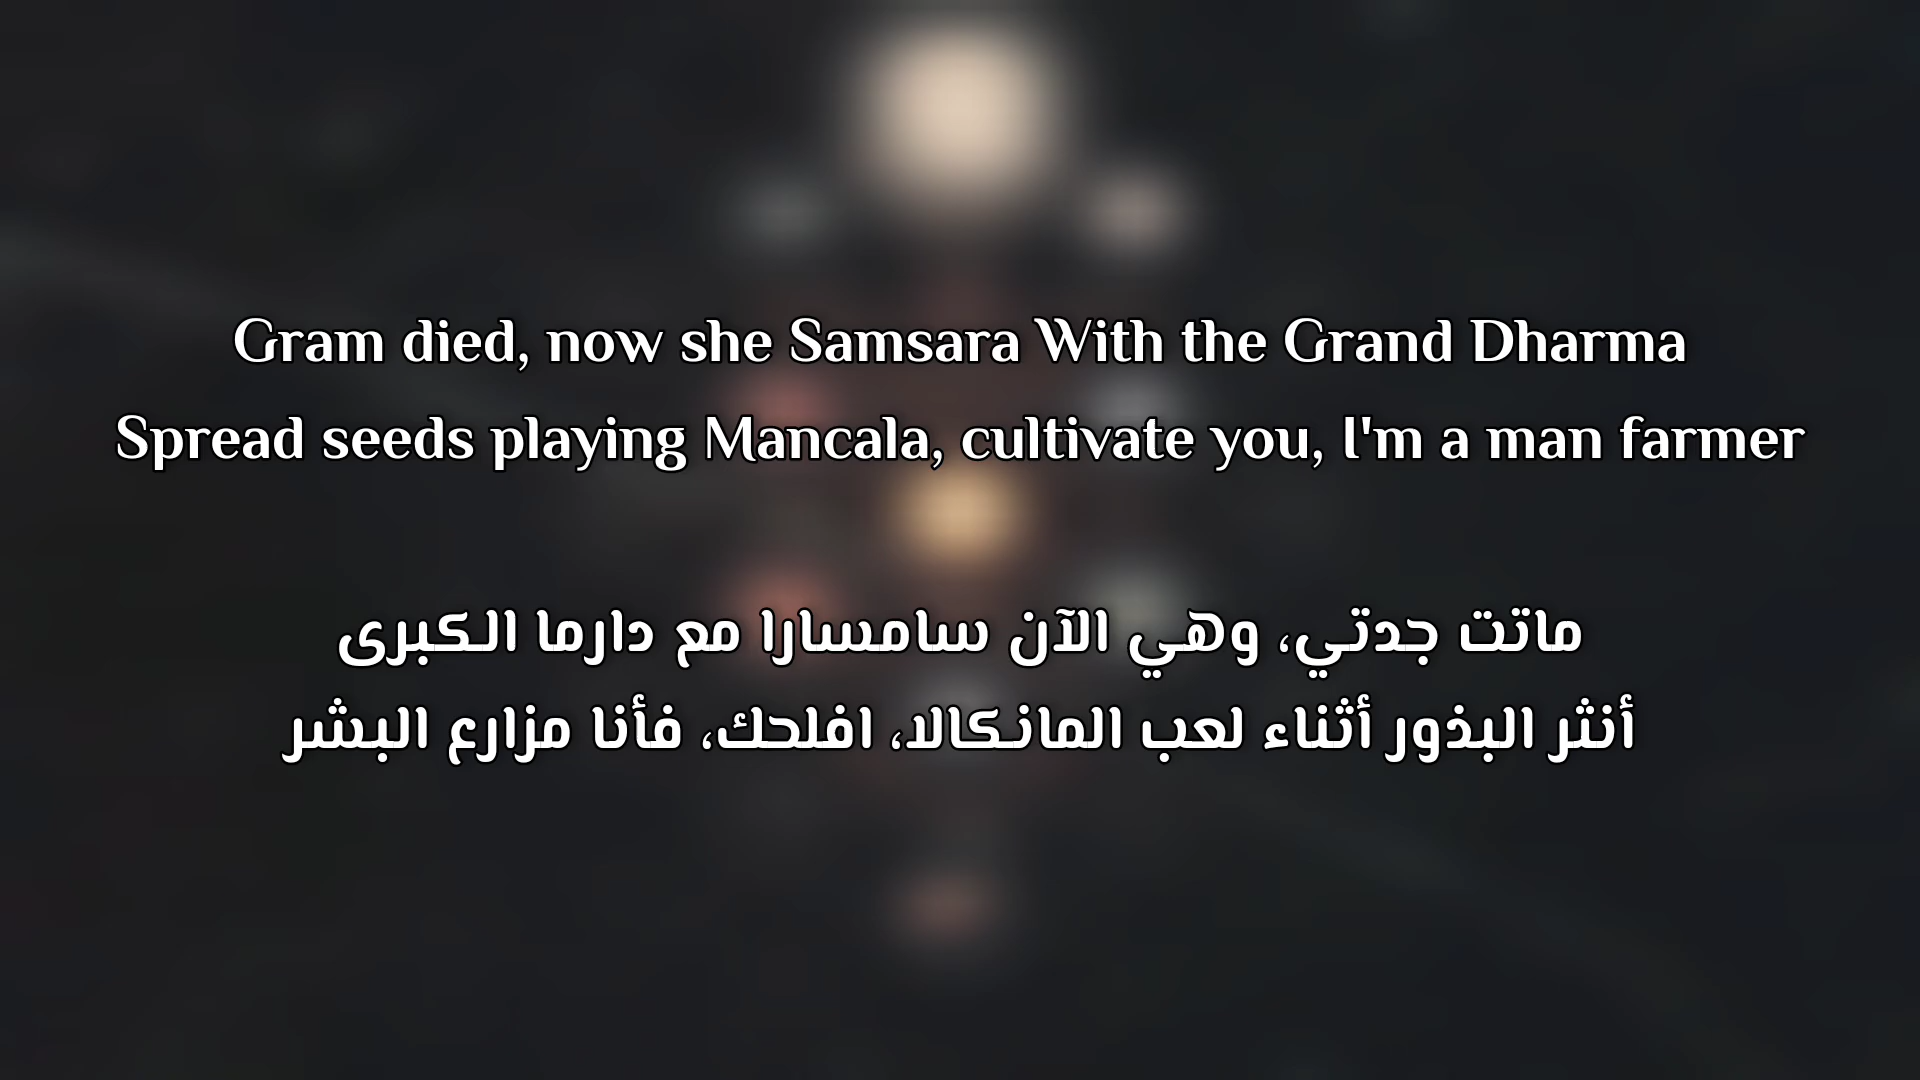 Gram died, now she Samsara With the Grand Dharma
Spread seeds playing Mancala, cultivate you, I'm a man farmer
ماتت جدتي، وهي الآن سامسارا مع دارما الكبرى
أنثر البذور أثناء لعب المانكالا، افلحك، فأنا مزارع البشر